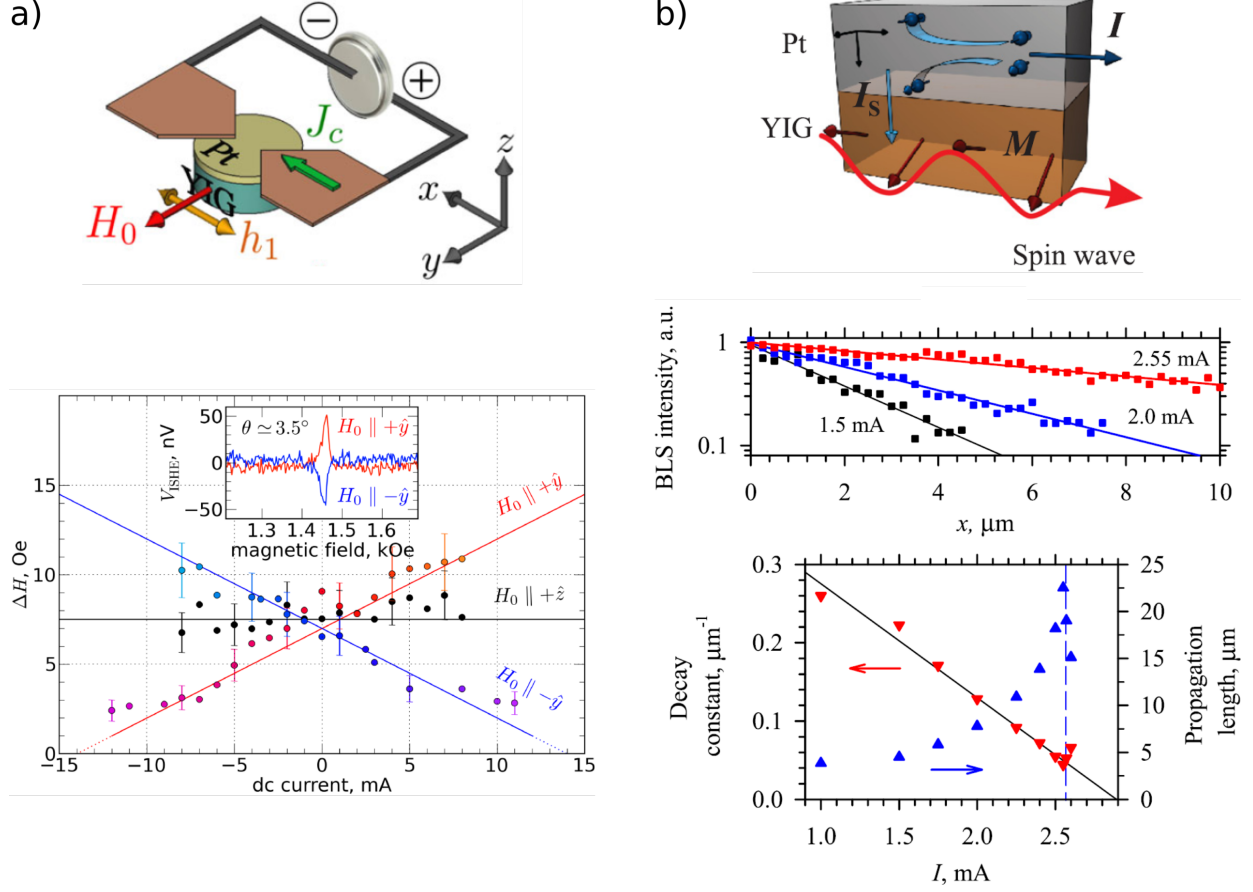 a)
−
+
J_c
Pt
YIG
H_0
h_1
x
y
z
V_ISHE, nV
50
0
−50
θ ≃ 3.5°
H_0 ∥ +ŷ
H_0 ∥ −ŷ
1.3 1.4 1.5 1.6
magnetic field, kOe
ΔH, Oe
15
10
5
0
H_0 ∥ +ŷ
H_0 ∥ +ẑ
H_0 ∥ −ŷ
−15 −10 −5 0 5 10 15
dc current, mA
b)
Pt
I
I_S
YIG
M
Spin wave
BLS intensity, a.u.
1
0.1
2.55 mA
2.0 mA
1.5 mA
0 2 4 6 8 10
x, μm
Decay
constant, μm⁻¹
0.3
0.2
0.1
0.0
25
20
15
10
5
0
Propagation
length, μm
1.0 1.5 2.0 2.5
I, mA